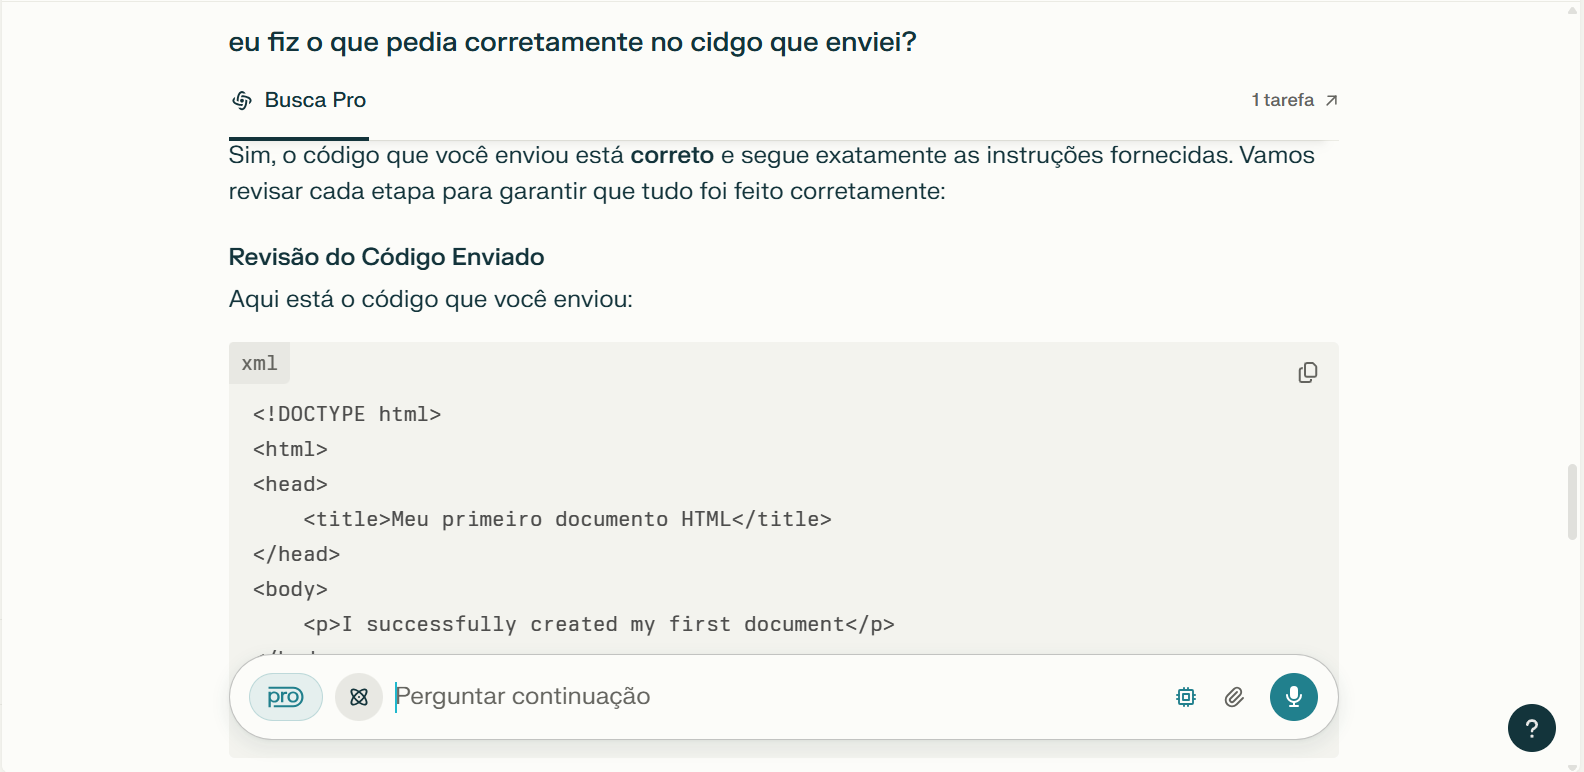 eu fiz o que pedia corretamente no cidgo que enviei?
Busca Pro
1 tarefa
Sim, o código que você enviou está correto e segue exatamente as instruções fornecidas. Vamos
revisar cada etapa para garantir que tudo foi feito corretamente:
Revisão do Código Enviado
Aqui está o código que você enviou:
xml
<!DOCTYPE html>
<html>
<head>
    <title>Meu primeiro documento HTML</title>
</head>
<body>
    <p>I successfully created my first document</p>
pro
Perguntar continuação
?